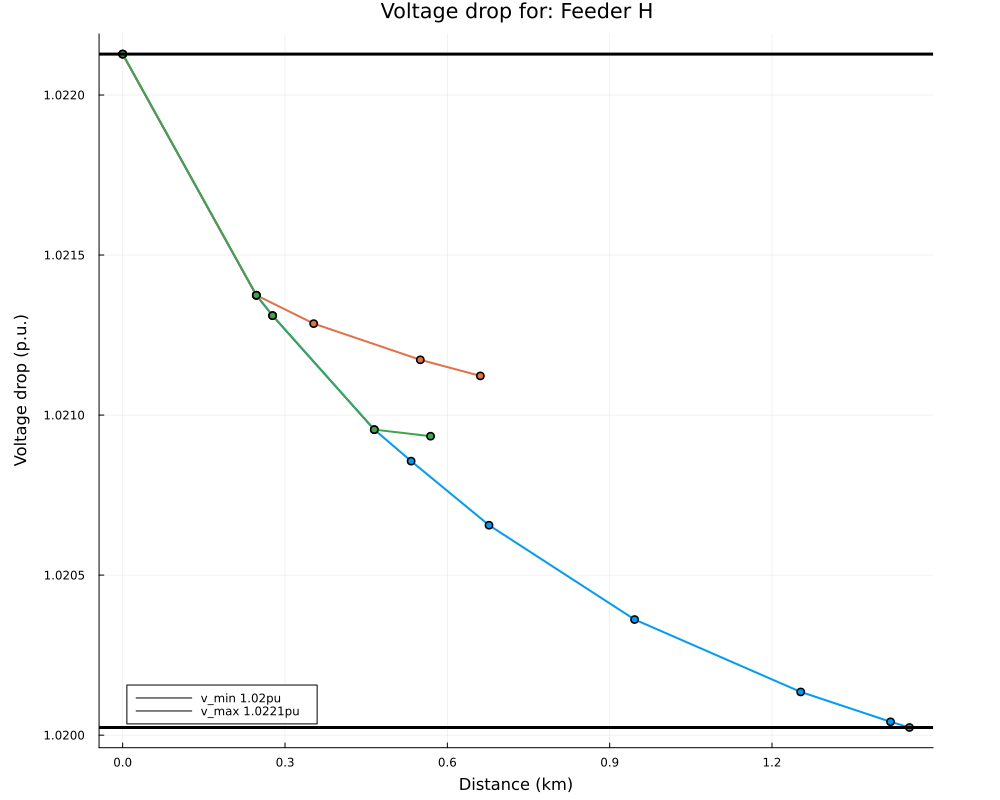 Voltage drop for: Feeder H
Voltage drop (p.u.)
1.0220
1.0215
1.0210
1.0205
1.0200
v_min 1.02pu
v_max 1.0221pu
0.0 0.3 0.6 0.9 1.2
Distance (km)